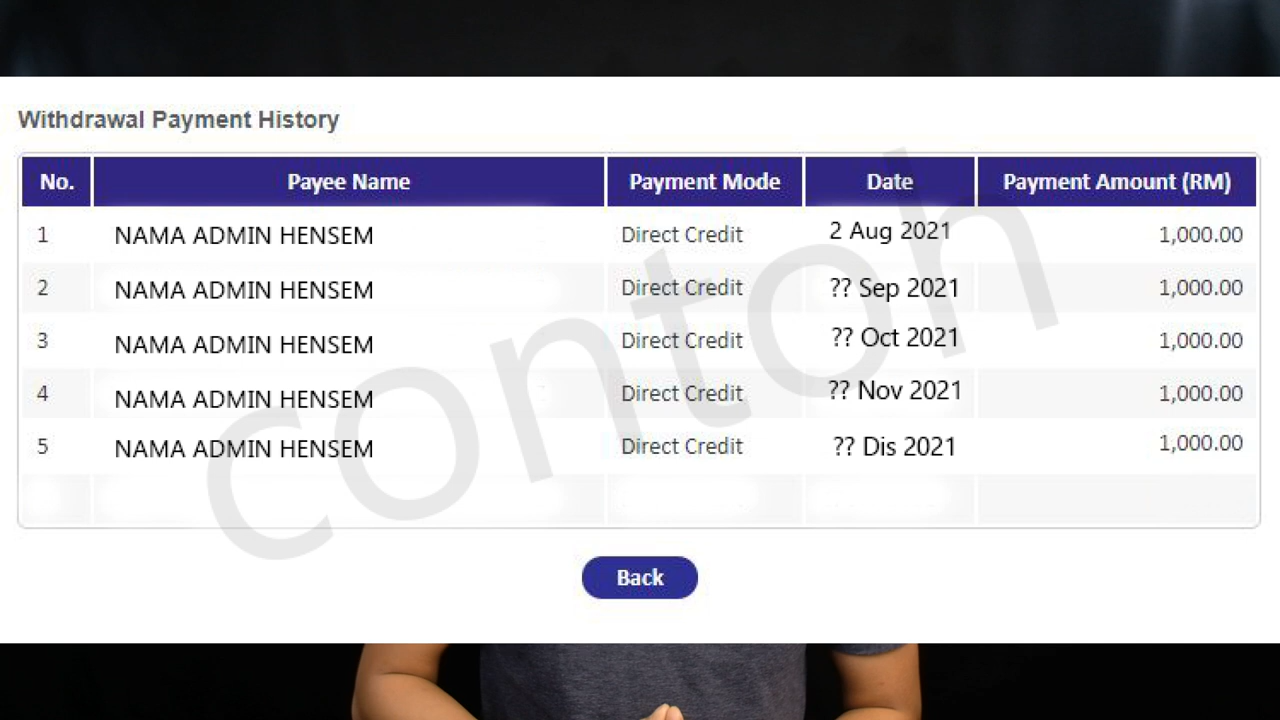 Withdrawal Payment History
No. Payee Name Payment Mode Date Payment Amount (RM)
1 NAMA ADMIN HENSEM Direct Credit 2 Aug 2021 1,000.00
2 NAMA ADMIN HENSEM Direct Credit ?? Sep 2021 1,000.00
3 NAMA ADMIN HENSEM Direct Credit ?? Oct 2021 1,000.00
4 NAMA ADMIN HENSEM Direct Credit ?? Nov 2021 1,000.00
5 NAMA ADMIN HENSEM Direct Credit ?? Dis 2021 1,000.00
contoh
Back